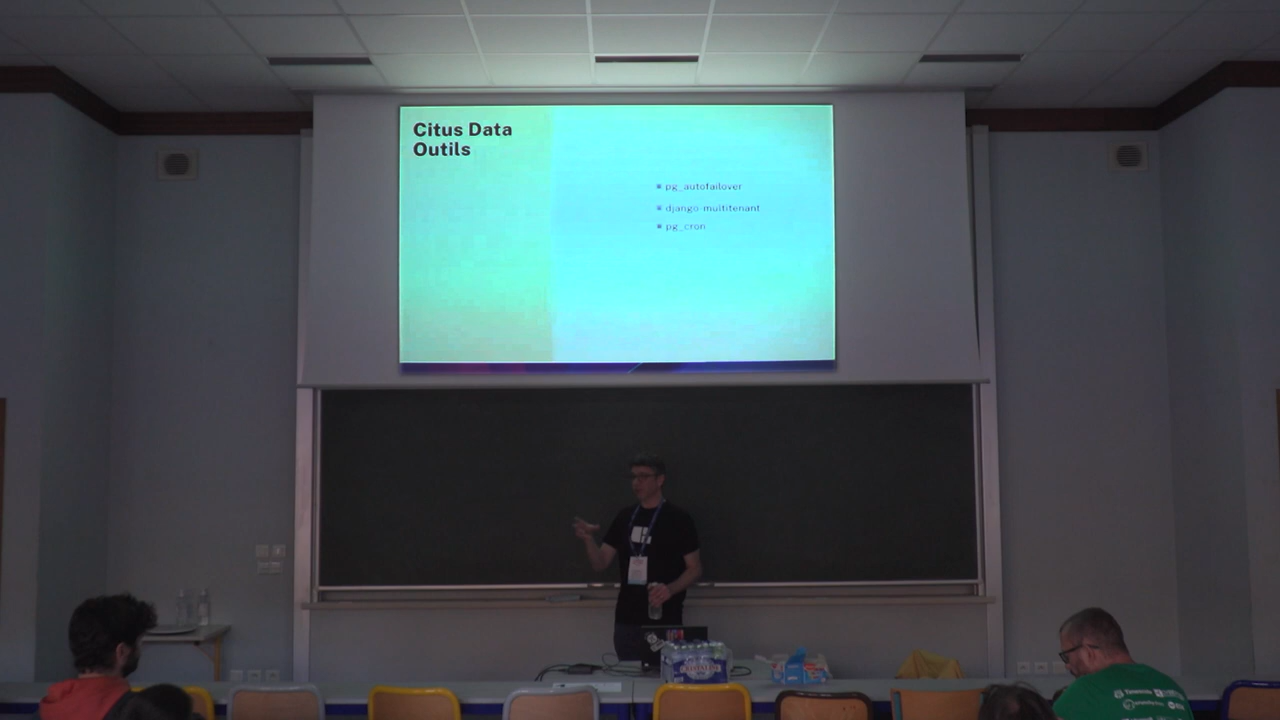 Citus Data
Outils
pg_autofailover
django-multitenant
pg_cron